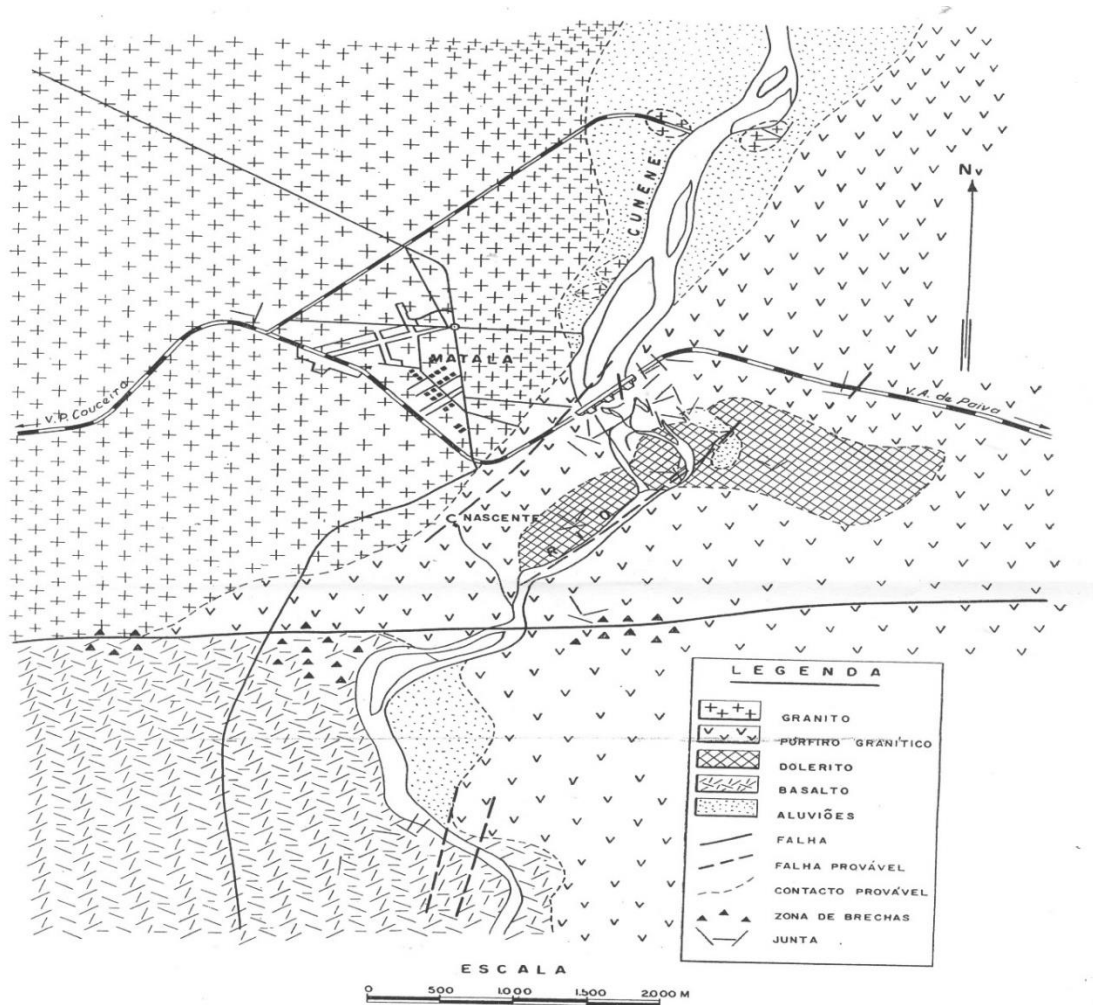 CUNENE
Nv
MATALA
V. P. Couceiro
V. A. de Paiva
NASCENTE
RIO
LEGENDA
GRANITO
PÓRFIRO GRANÍTICO
DOLERITO
BASALTO
ALUVIÕES
FALHA
FALHA PROVÁVEL
CONTACTO PROVÁVEL
ZONA DE BRECHAS
JUNTA
ESCALA
0 500 1.000 1.500 2.000 M